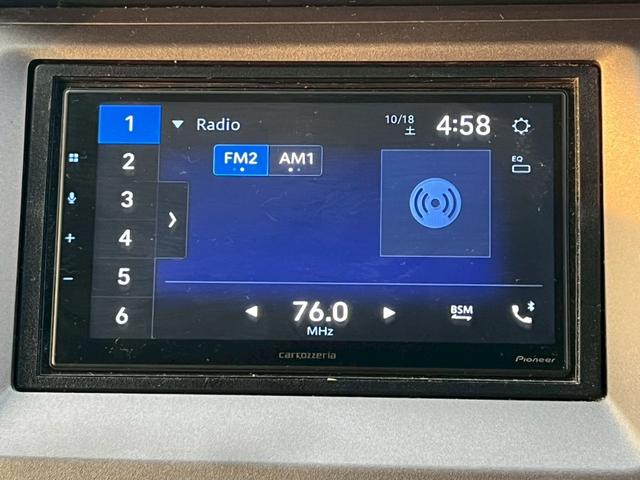 1
2
3
4
5
6
Radio
10/18
土
4:58
FM2
AM1
EQ
76.0
MHz
BSM
carrozzeria
Pioneer